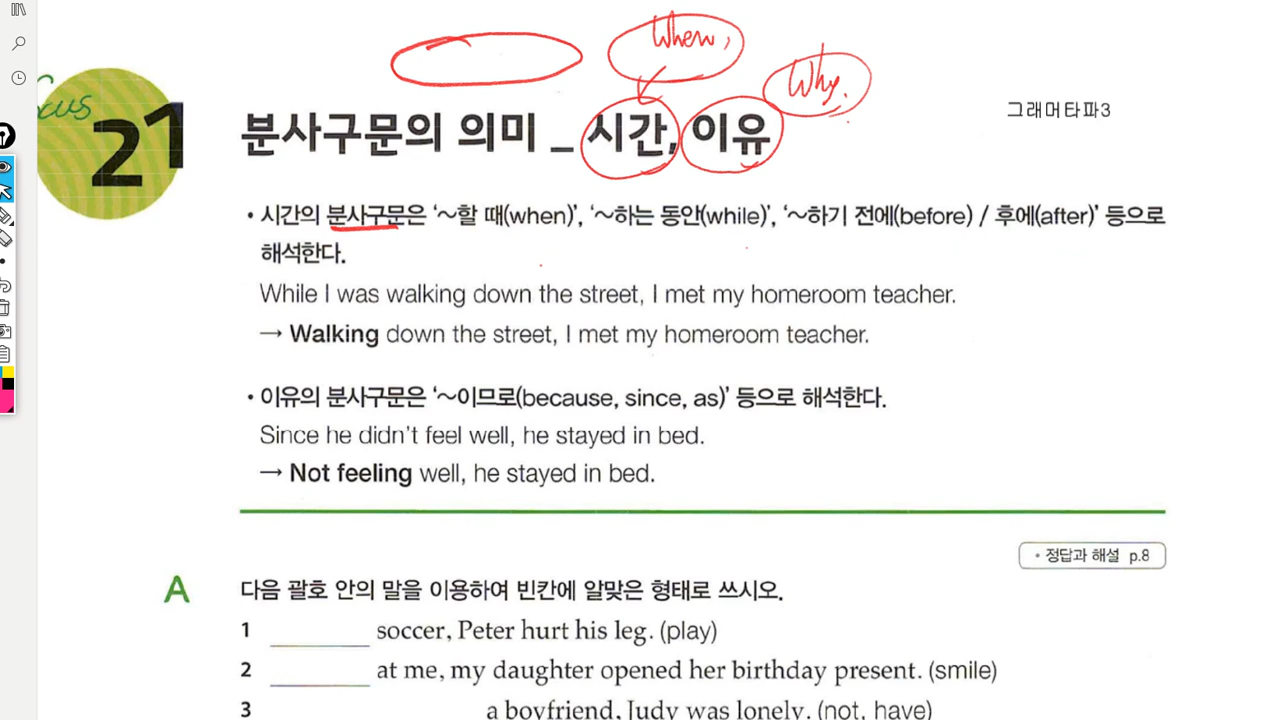 When,
Why.
cus
21
분사구문의 의미 _ 시간, 이유
그래머타파3
• 시간의 분사구문은 ‘~할 때(when)’, ‘~하는 동안(while)’, ‘~하기 전에(before) / 후에(after)’ 등으로
해석한다.
While I was walking down the street, I met my homeroom teacher.
→ Walking down the street, I met my homeroom teacher.
• 이유의 분사구문은 ‘~이므로(because, since, as)’ 등으로 해석한다.
Since he didn’t feel well, he stayed in bed.
→ Not feeling well, he stayed in bed.
• 정답과 해설 p.8
A 다음 괄호 안의 말을 이용하여 빈칸에 알맞은 형태로 쓰시오.
1 ________ soccer, Peter hurt his leg. (play)
2 ________ at me, my daughter opened her birthday present. (smile)
3 ________ a boyfriend, Judy was lonely. (not, have)